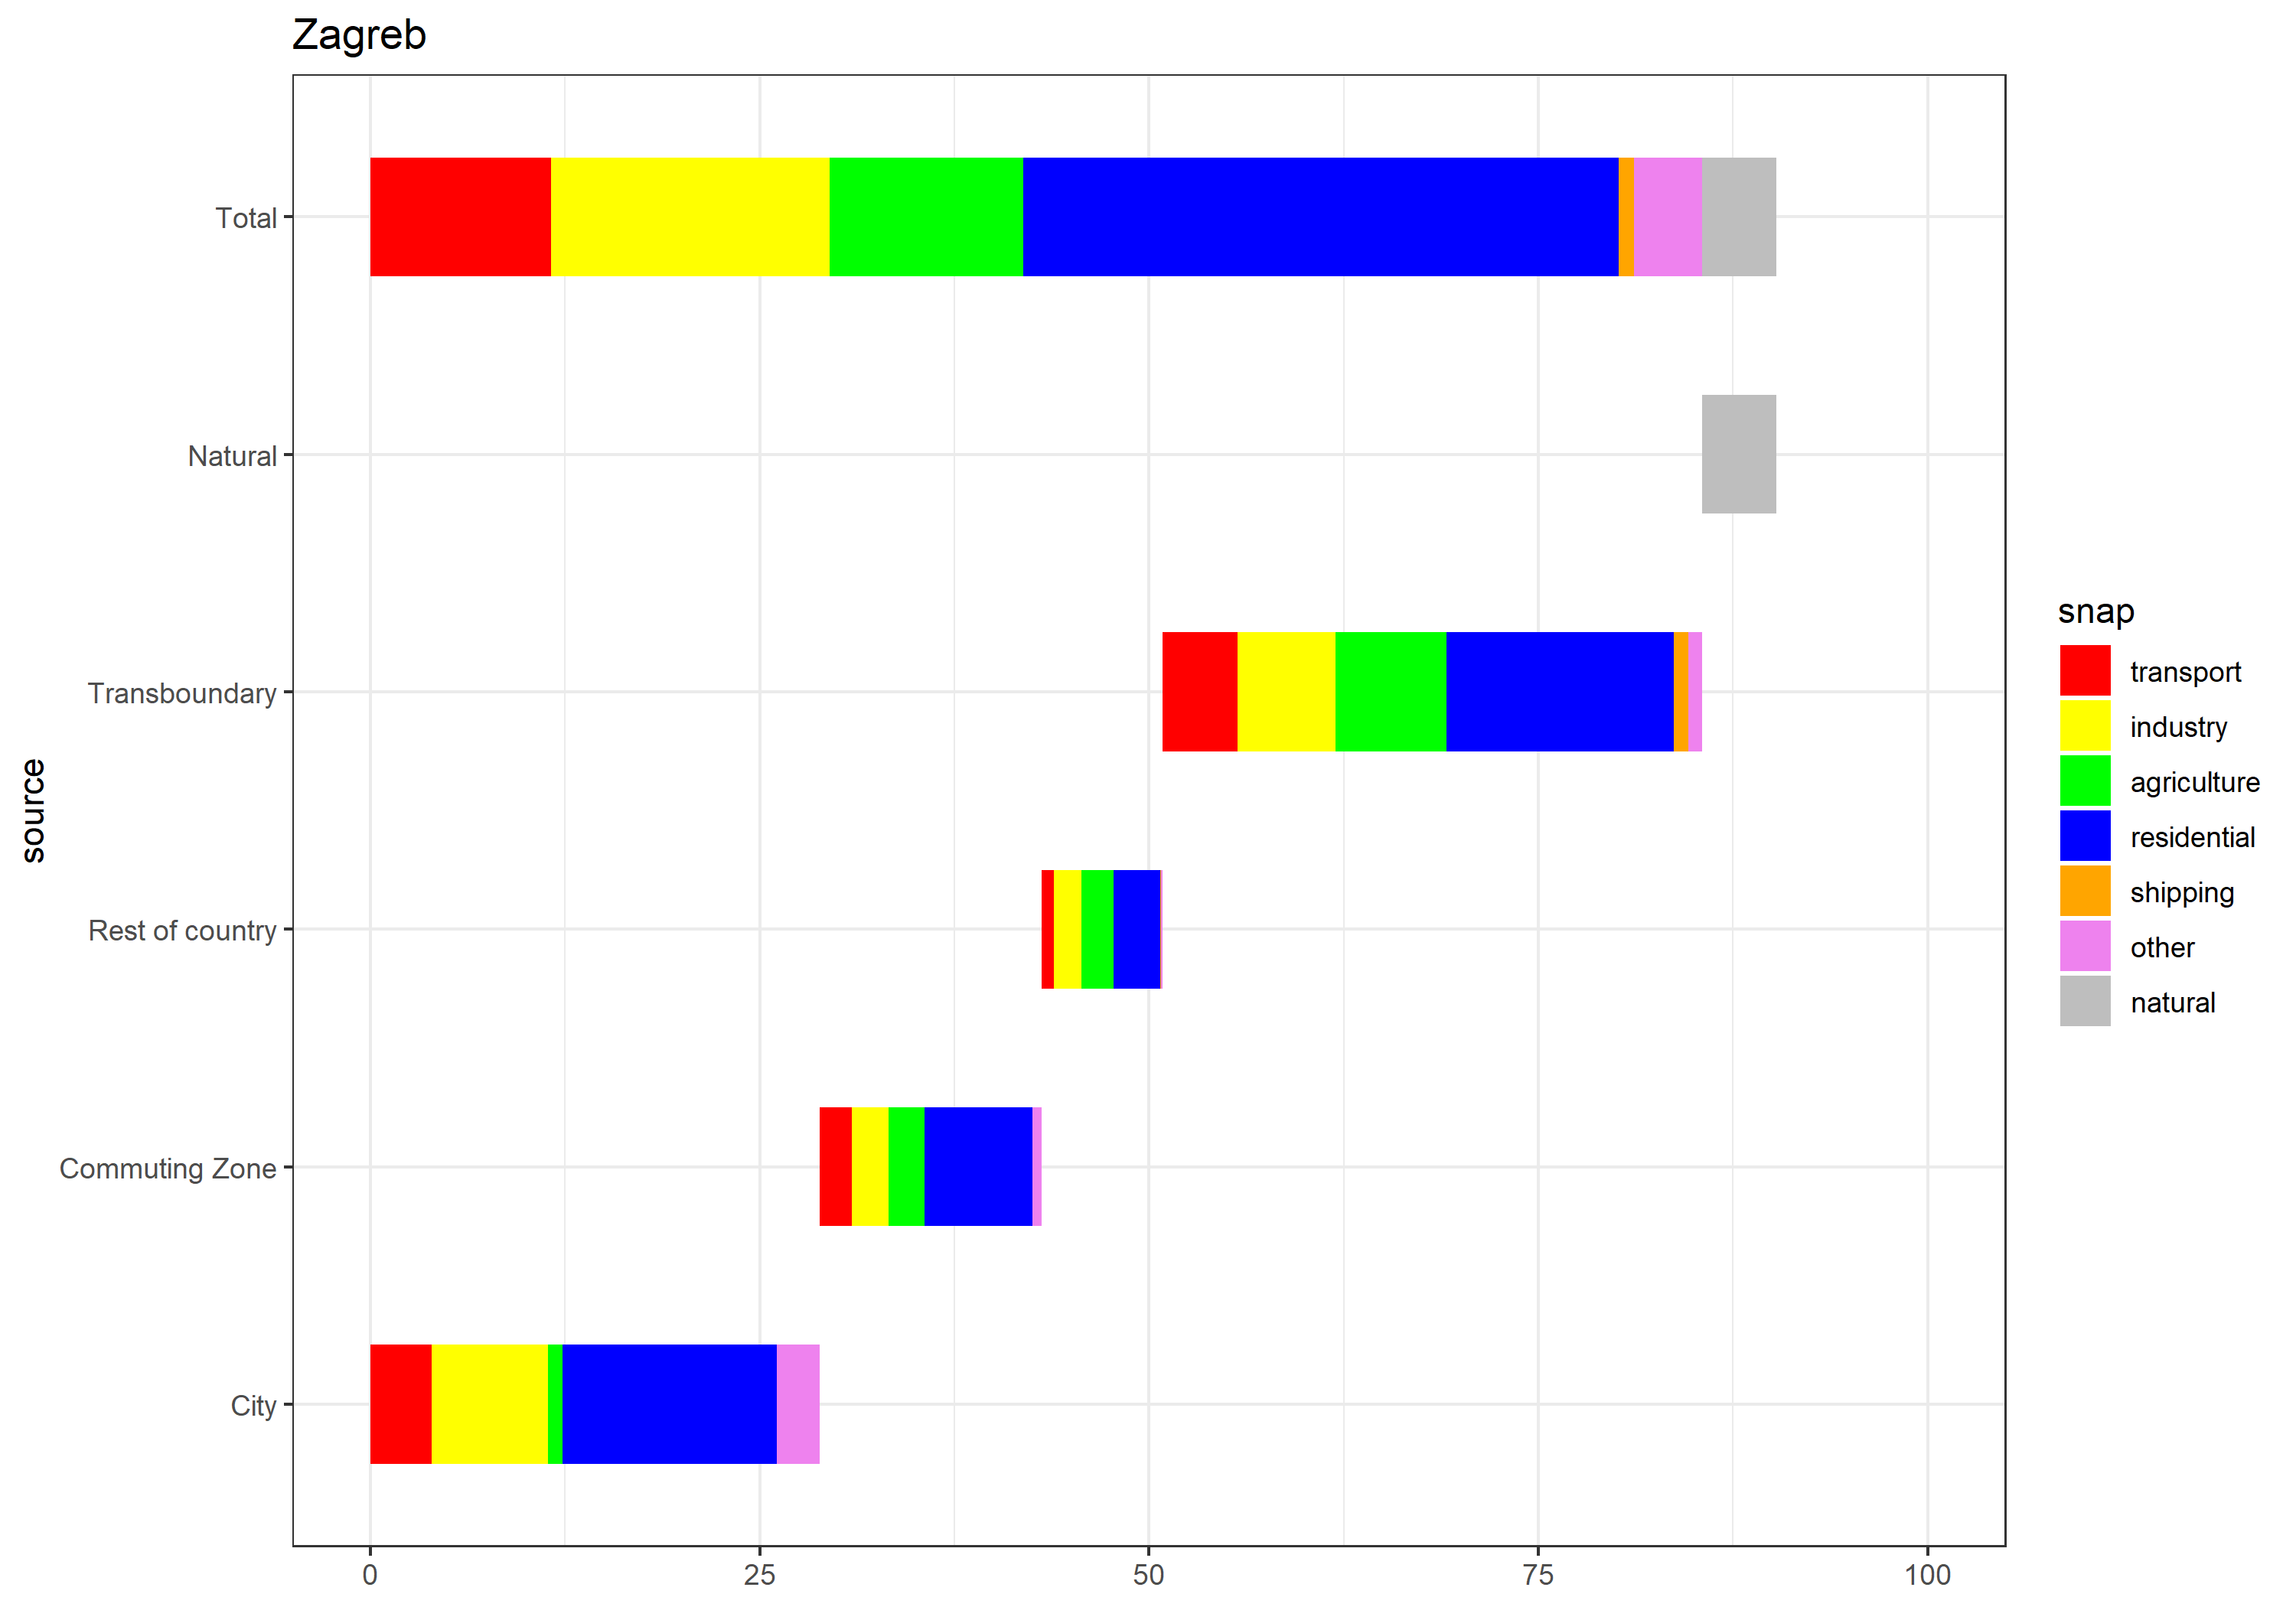 Zagreb
Total
Natural
Transboundary
Rest of country
Commuting Zone
City
source
0
25
50
75
100
snap
transport
industry
agriculture
residential
shipping
other
natural